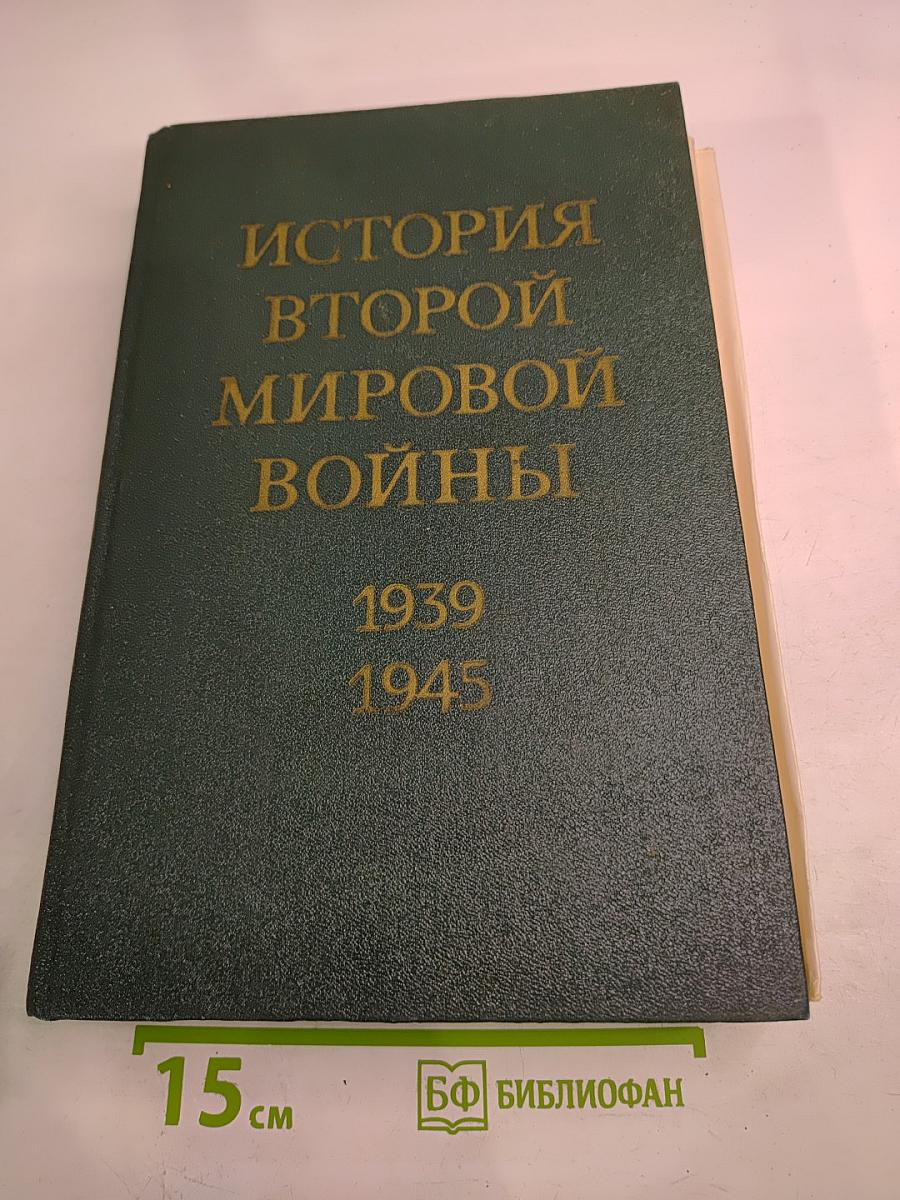 ИСТОРИЯ
ВТОРОЙ
МИРОВОЙ
ВОЙНЫ
1939
1945
15 см
БФ БИБЛИОФАН